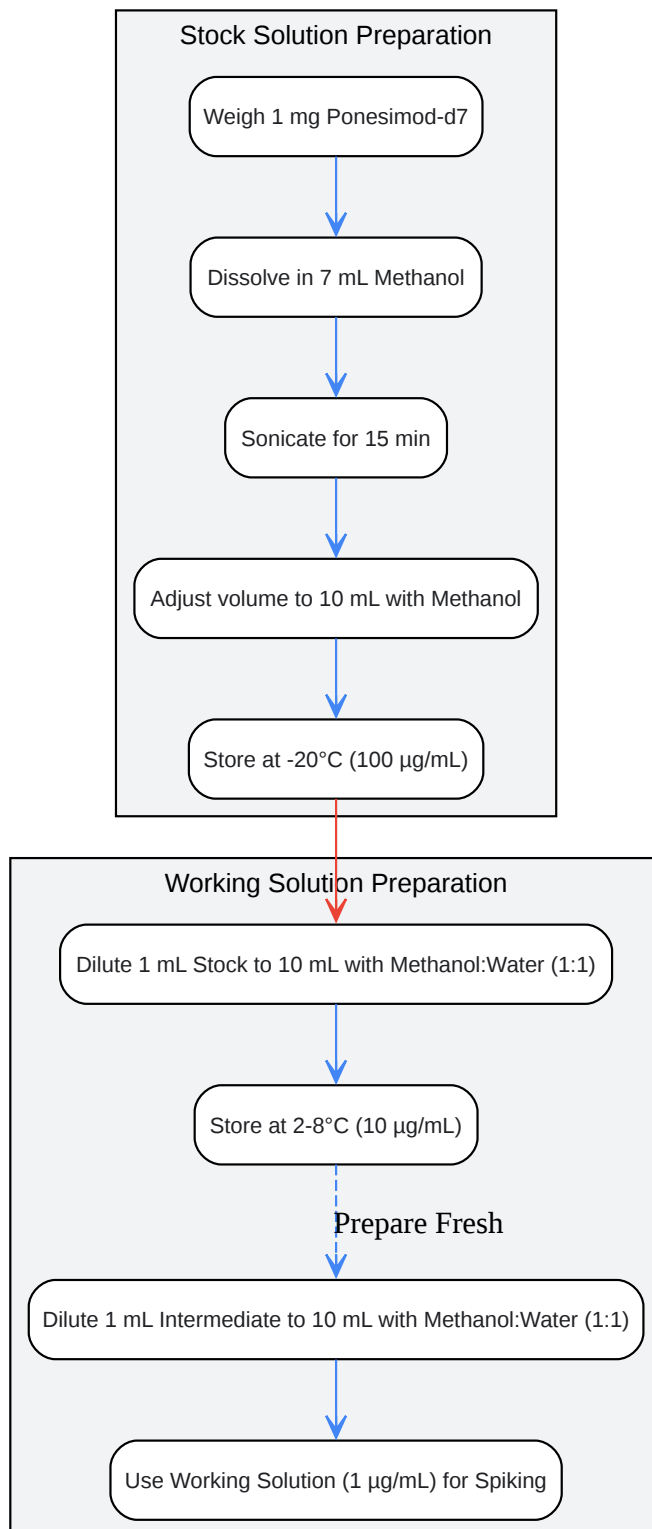 Stock Solution Preparation
Weigh 1 mg Ponesimod-d7
Dissolve in 7 mL Methanol
Sonicate for 15 min
Adjust volume to 10 mL with Methanol
Store at -20°C (100 µg/mL)
Working Solution Preparation
Dilute 1 mL Stock to 10 mL with Methanol:Water (1:1)
Store at 2-8°C (10 µg/mL)
Prepare Fresh
Dilute 1 mL Intermediate to 10 mL with Methanol:Water (1:1)
Use Working Solution (1 µg/mL) for Spiking